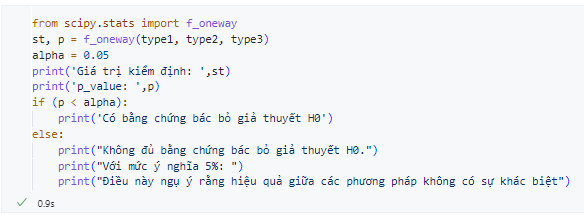 from scipy.stats import f_oneway
st, p = f_oneway(type1, type2, type3)
alpha = 0.05
print('Giá trị kiểm định: ',st)
print('p_value: ',p)
if (p < alpha):
    print('Có bằng chứng bác bỏ giả thuyết H0')
else:
    print("Không đủ bằng chứng bác bỏ giả thuyết H0.")
    print("Với mức ý nghĩa 5%: ")
    print("Điều này ngụ ý rằng hiệu quả giữa các phương pháp không có sự khác biệt")
0.9s